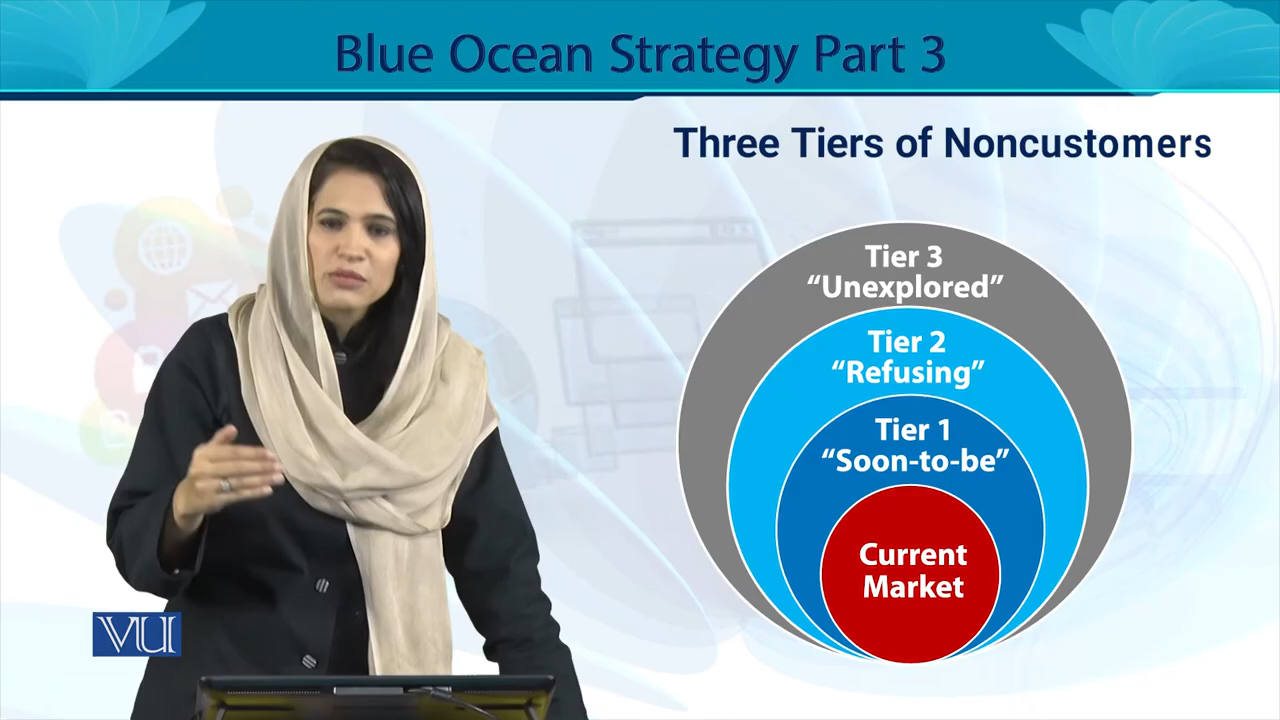 Blue Ocean Strategy Part 3
Three Tiers of Noncustomers
Tier 3
“Unexplored”
Tier 2
“Refusing”
Tier 1
“Soon-to-be”
Current
Market
VU